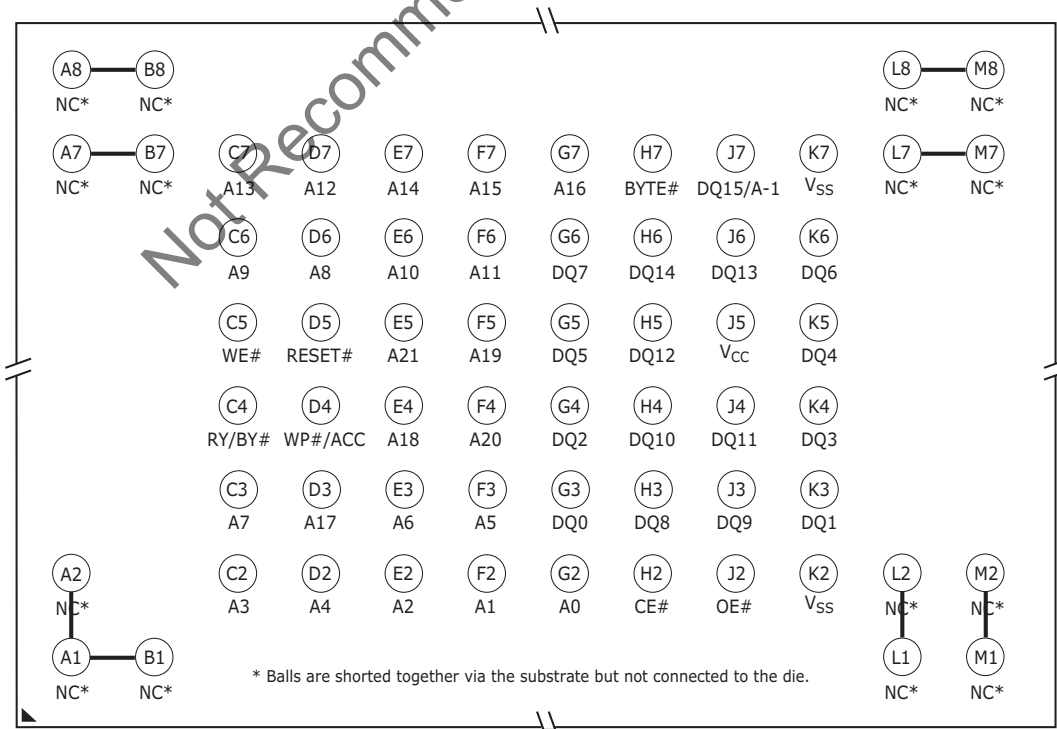 Not Recomm
A8 B8 L8 M8
NC* NC* NC* NC*
A7 B7 C7 D7 E7 F7 G7 H7 J7 K7 L7 M7
NC* NC* A13 A12 A14 A15 A16 BYTE# DQ15/A-1 VSS NC* NC*
C6 D6 E6 F6 G6 H6 J6 K6
A9 A8 A10 A11 DQ7 DQ14 DQ13 DQ6
C5 D5 E5 F5 G5 H5 J5 K5
WE# RESET# A21 A19 DQ5 DQ12 VCC DQ4
C4 D4 E4 F4 G4 H4 J4 K4
RY/BY# WP#/ACC A18 A20 DQ2 DQ10 DQ11 DQ3
C3 D3 E3 F3 G3 H3 J3 K3
A7 A17 A6 A5 DQ0 DQ8 DQ9 DQ1
A2 C2 D2 E2 F2 G2 H2 J2 K2 L2 M2
NC* A3 A4 A2 A1 A0 CE# OE# VSS NC* NC*
A1 B1 L1 M1
NC* NC* NC* NC*
* Balls are shorted together via the substrate but not connected to the die.